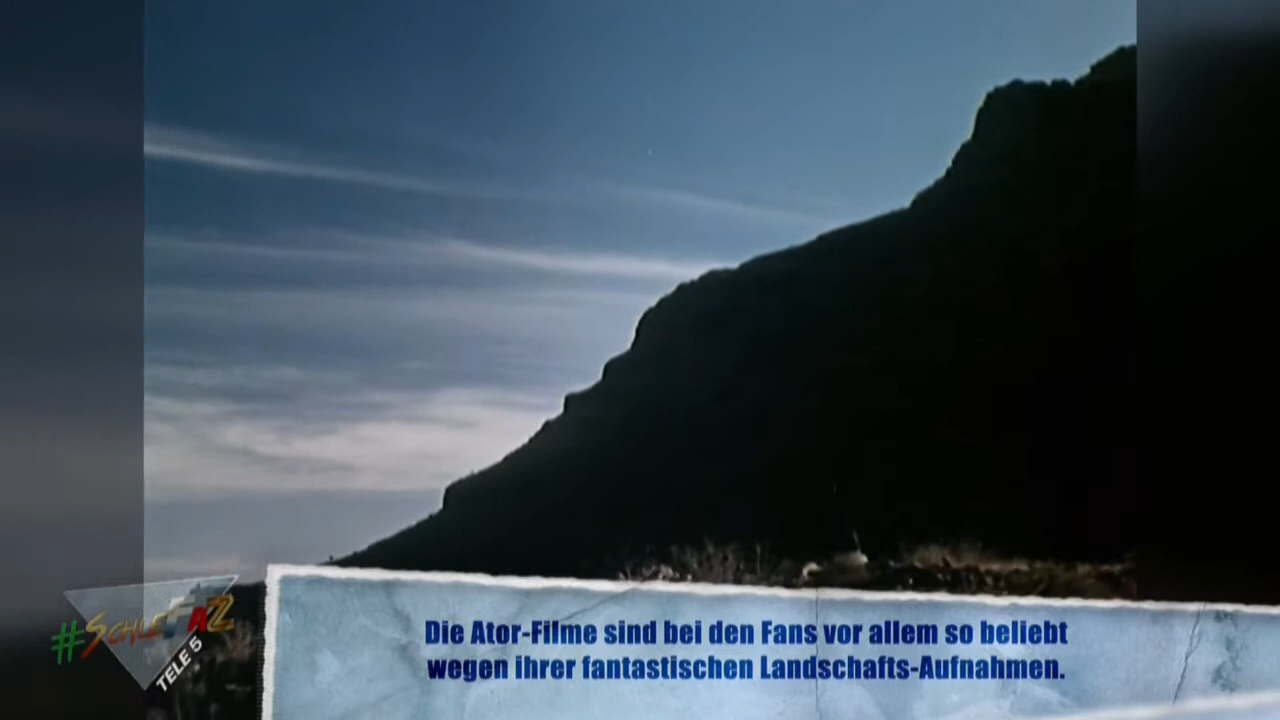 #SCHLEFAZ
TELE 5
Die Ator-Filme sind bei den Fans vor allem so beliebt
wegen ihrer fantastischen Landschafts-Aufnahmen.